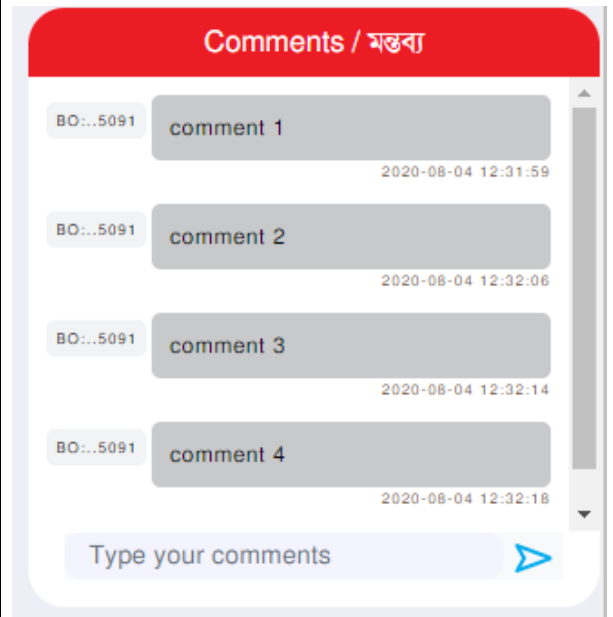 Comments / মন্তব্য
BO:..5091 comment 1
2020-08-04 12:31:59
BO:..5091 comment 2
2020-08-04 12:32:06
BO:..5091 comment 3
2020-08-04 12:32:14
BO:..5091 comment 4
2020-08-04 12:32:18
Type your comments